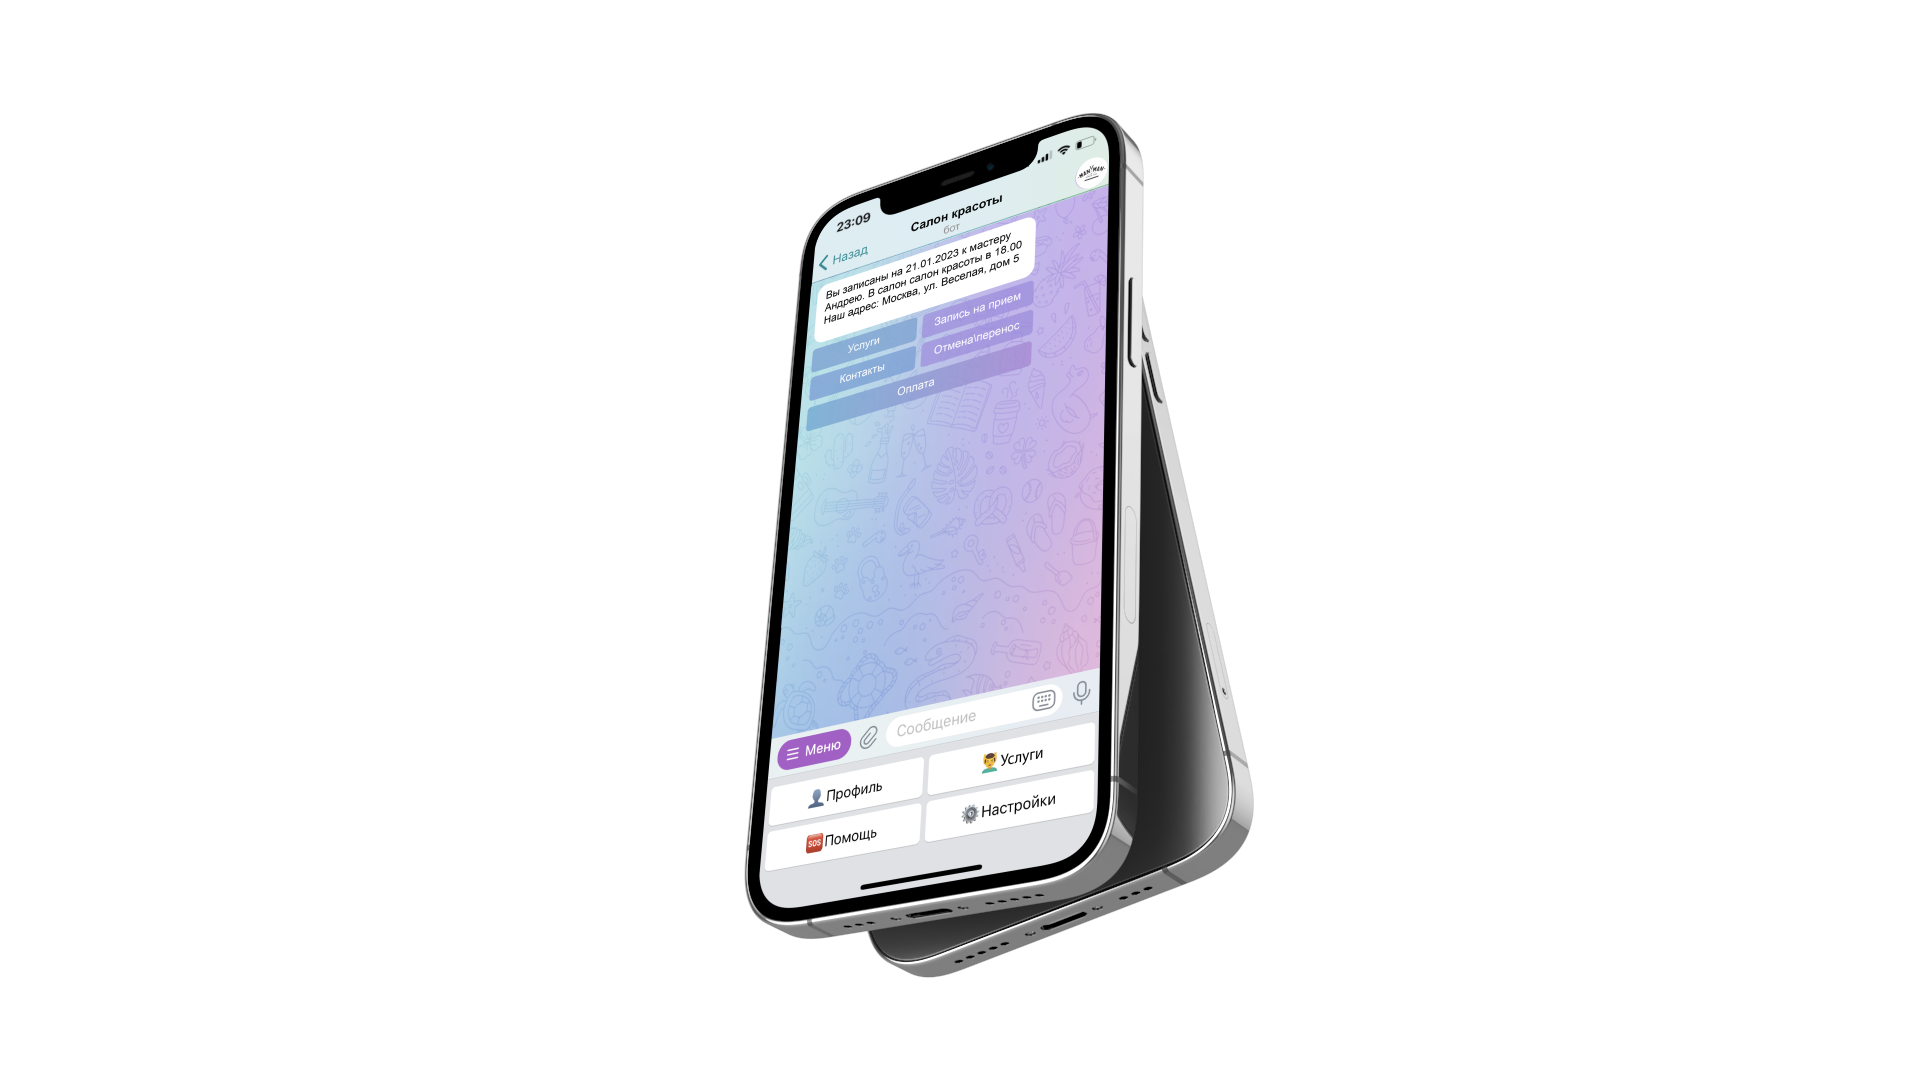 23:09
Назад
Салон красоты
бот
Вы записаны на 21.01.2023 к мастеру
Андрею. В салон салон красоты в 18.00
Наш адрес: Москва, ул. Веселая, дом 5
Услуги
Запись на прием
Контакты
Отмена\перенос
Оплата
Меню
Сообщение
Профиль
Услуги
SOS Помощь
Настройки